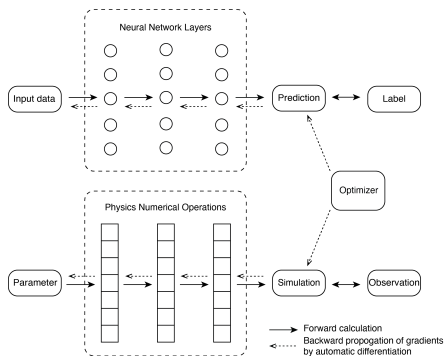 Neural Network Layers
Input data
Prediction
Label
Optimizer
Physics Numerical Operations
Parameter
Simulation
Observation
Forward calculation
Backward propogation of gradients
by automatic differentiation